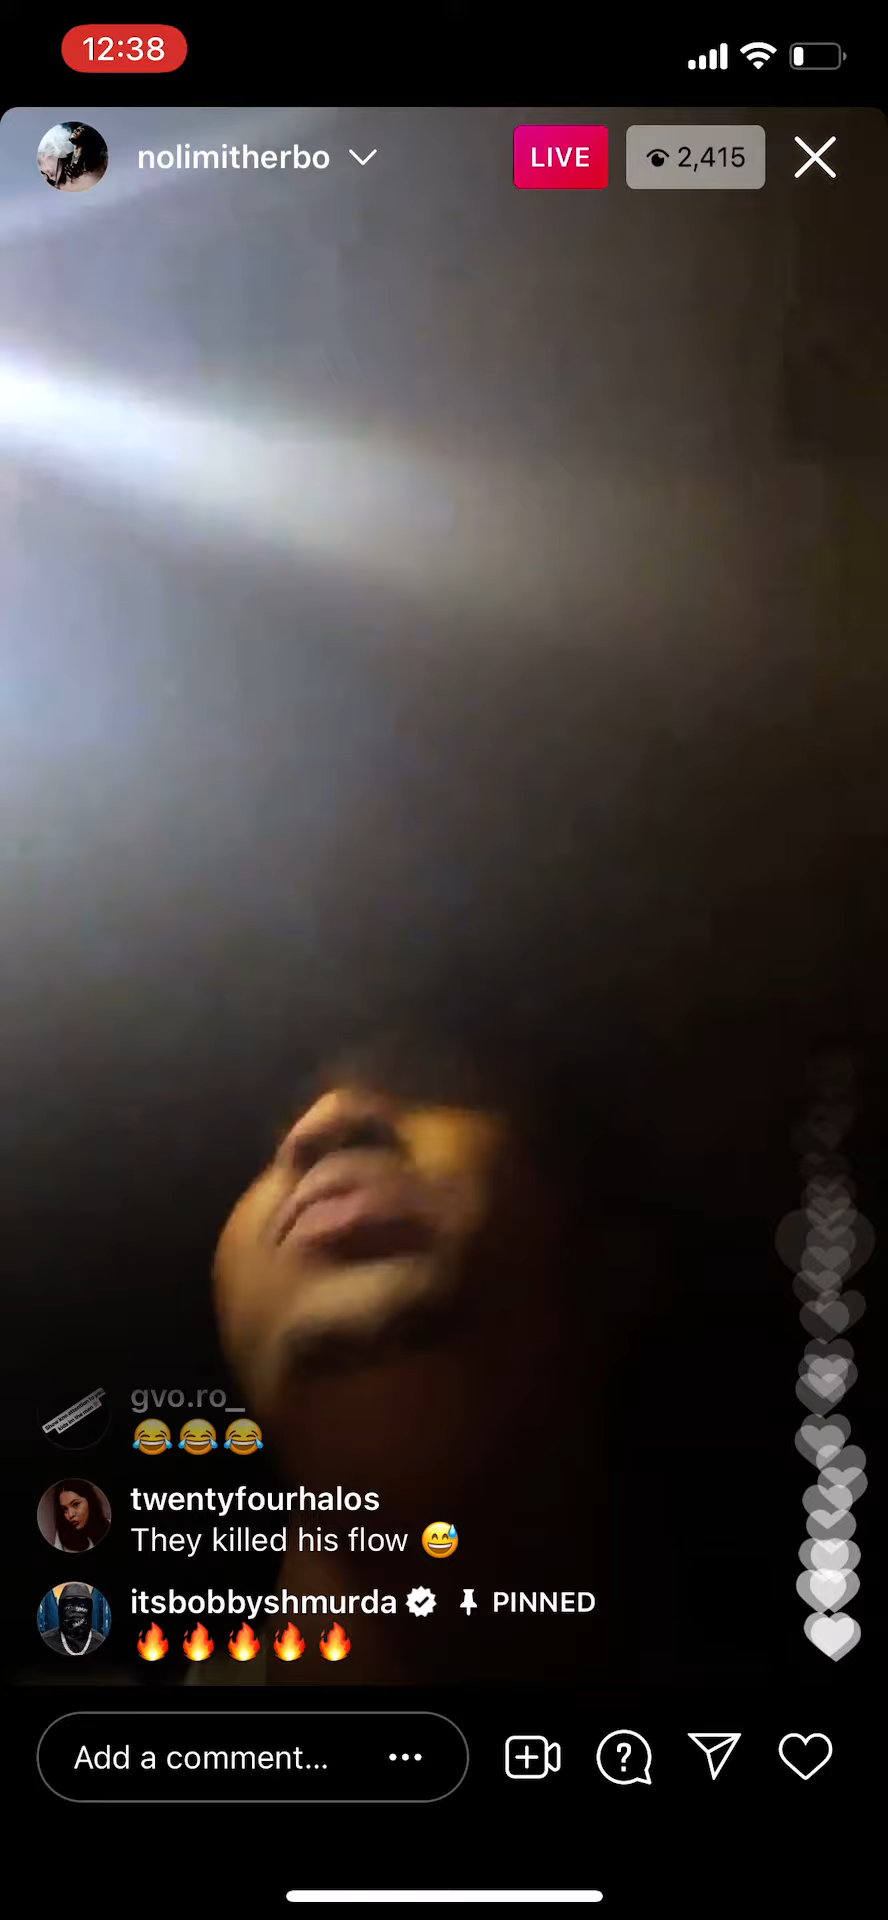 12:38
nolimitherbo
LIVE
2,415
gvo.ro_
😂😂😂
twentyfourhalos
They killed his flow 😅
itsbobbyshmurda PINNED
🔥🔥🔥🔥🔥
Add a comment...